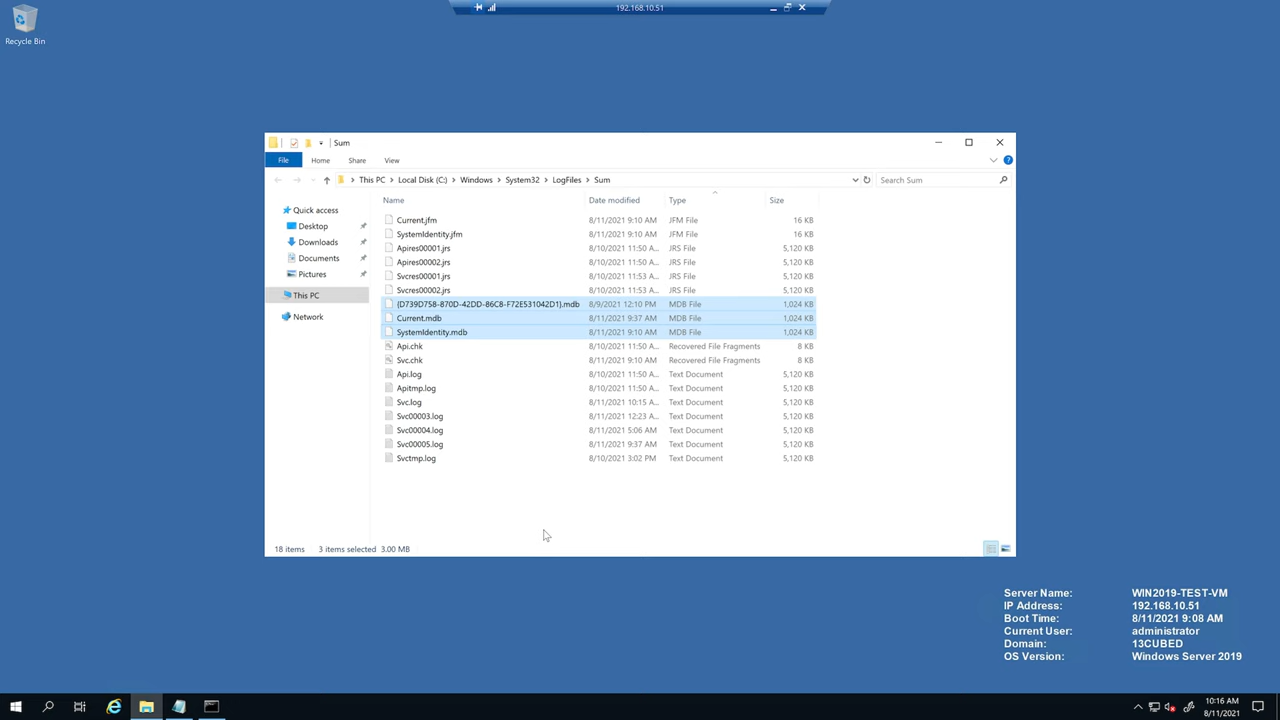 192.168.10.51
Recycle Bin
Sum
File Home Share View
This PC Local Disk (C:) Windows System32 LogFiles Sum Search Sum
Name Date modified Type Size
Quick access
Desktop
Downloads
Documents
Pictures
This PC
Network
Current.jfm 8/11/2021 9:10 AM JFM File 16 KB
SystemIdentity.jfm 8/11/2021 9:10 AM JFM File 16 KB
Apires00001.jrs 8/10/2021 11:50 A... JRS File 5,120 KB
Apires00002.jrs 8/10/2021 11:50 A... JRS File 5,120 KB
Svcres00001.jrs 8/10/2021 11:53 A... JRS File 5,120 KB
Svcres00002.jrs 8/10/2021 11:53 A... JRS File 5,120 KB
{D739D758-870D-42DD-86C8-F72E531042D1}.mdb 8/9/2021 12:10 PM MDB File 1,024 KB
Current.mdb 8/11/2021 9:37 AM MDB File 1,024 KB
SystemIdentity.mdb 8/11/2021 9:10 AM MDB File 1,024 KB
Api.chk 8/10/2021 11:50 A... Recovered File Fragments 8 KB
Svc.chk 8/11/2021 9:10 AM Recovered File Fragments 8 KB
Api.log 8/10/2021 11:50 A... Text Document 5,120 KB
Apitmp.log 8/10/2021 11:50 A... Text Document 5,120 KB
Svc.log 8/11/2021 10:15 A... Text Document 5,120 KB
Svc00003.log 8/11/2021 12:23 A... Text Document 5,120 KB
Svc00004.log 8/11/2021 5:06 AM Text Document 5,120 KB
Svc00005.log 8/11/2021 9:37 AM Text Document 5,120 KB
Svctmp.log 8/10/2021 3:02 PM Text Document 5,120 KB
18 items 3 items selected 3.00 MB
Server Name: WIN2019-TEST-VM
IP Address: 192.168.10.51
Boot Time: 8/11/2021 9:08 AM
Current User: administrator
Domain: 13CUBED
OS Version: Windows Server 2019
10:16 AM
8/11/2021